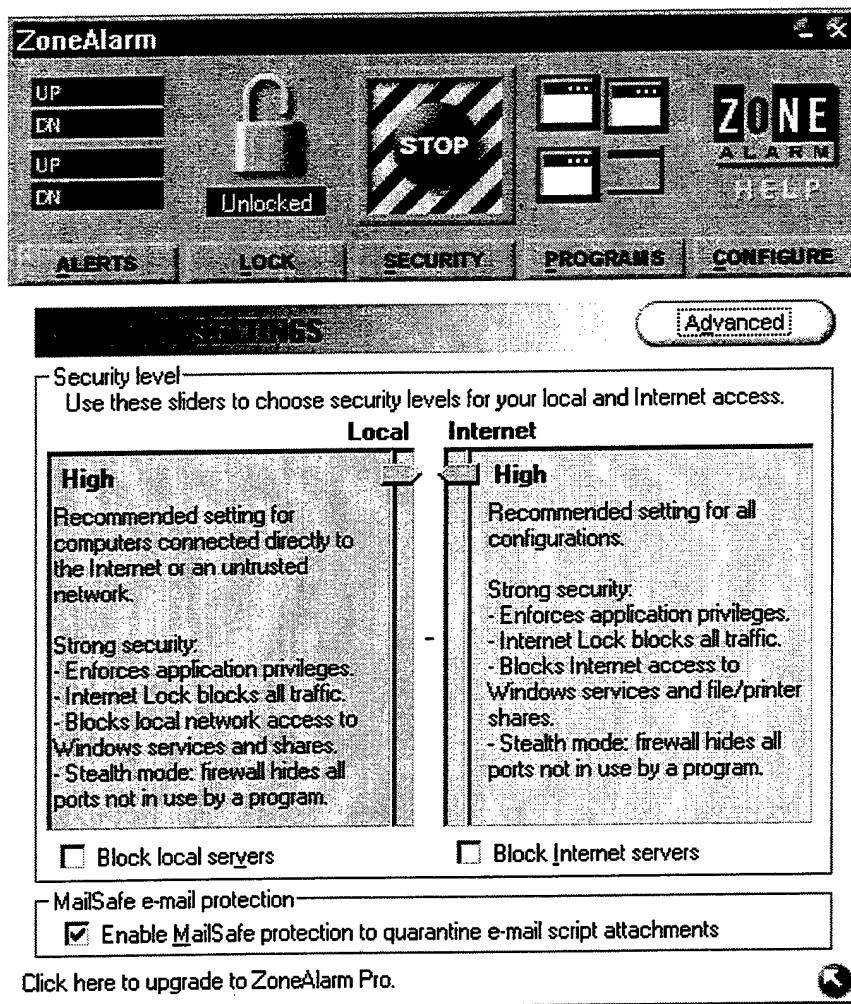 ZoneAlarm
UP
DN
UP
DN
Unlocked
STOP
ZONE
ALARM
HELP
ALERTS
LOCK
SECURITY
PROGRAMS
CONFIGURE
SETTINGS
Advanced
Security level
Use these sliders to choose security levels for your local and Internet access.
Local
Internet
High
Recommended setting for
computers connected directly to
the Internet or an untrusted
network.
Strong security:
- Enforces application privileges.
- Internet Lock blocks all traffic.
- Blocks local network access to
Windows services and shares.
- Stealth mode: firewall hides all
ports not in use by a program.
High
Recommended setting for all
configurations.
Strong security:
- Enforces application privileges.
- Internet Lock blocks all traffic.
- Blocks Internet access to
Windows services and file/printer
shares.
- Stealth mode: firewall hides all
ports not in use by a program.
Block local servers
Block Internet servers
MailSafe e-mail protection
Enable MailSafe protection to quarantine e-mail script attachments
Click here to upgrade to ZoneAlarm Pro.